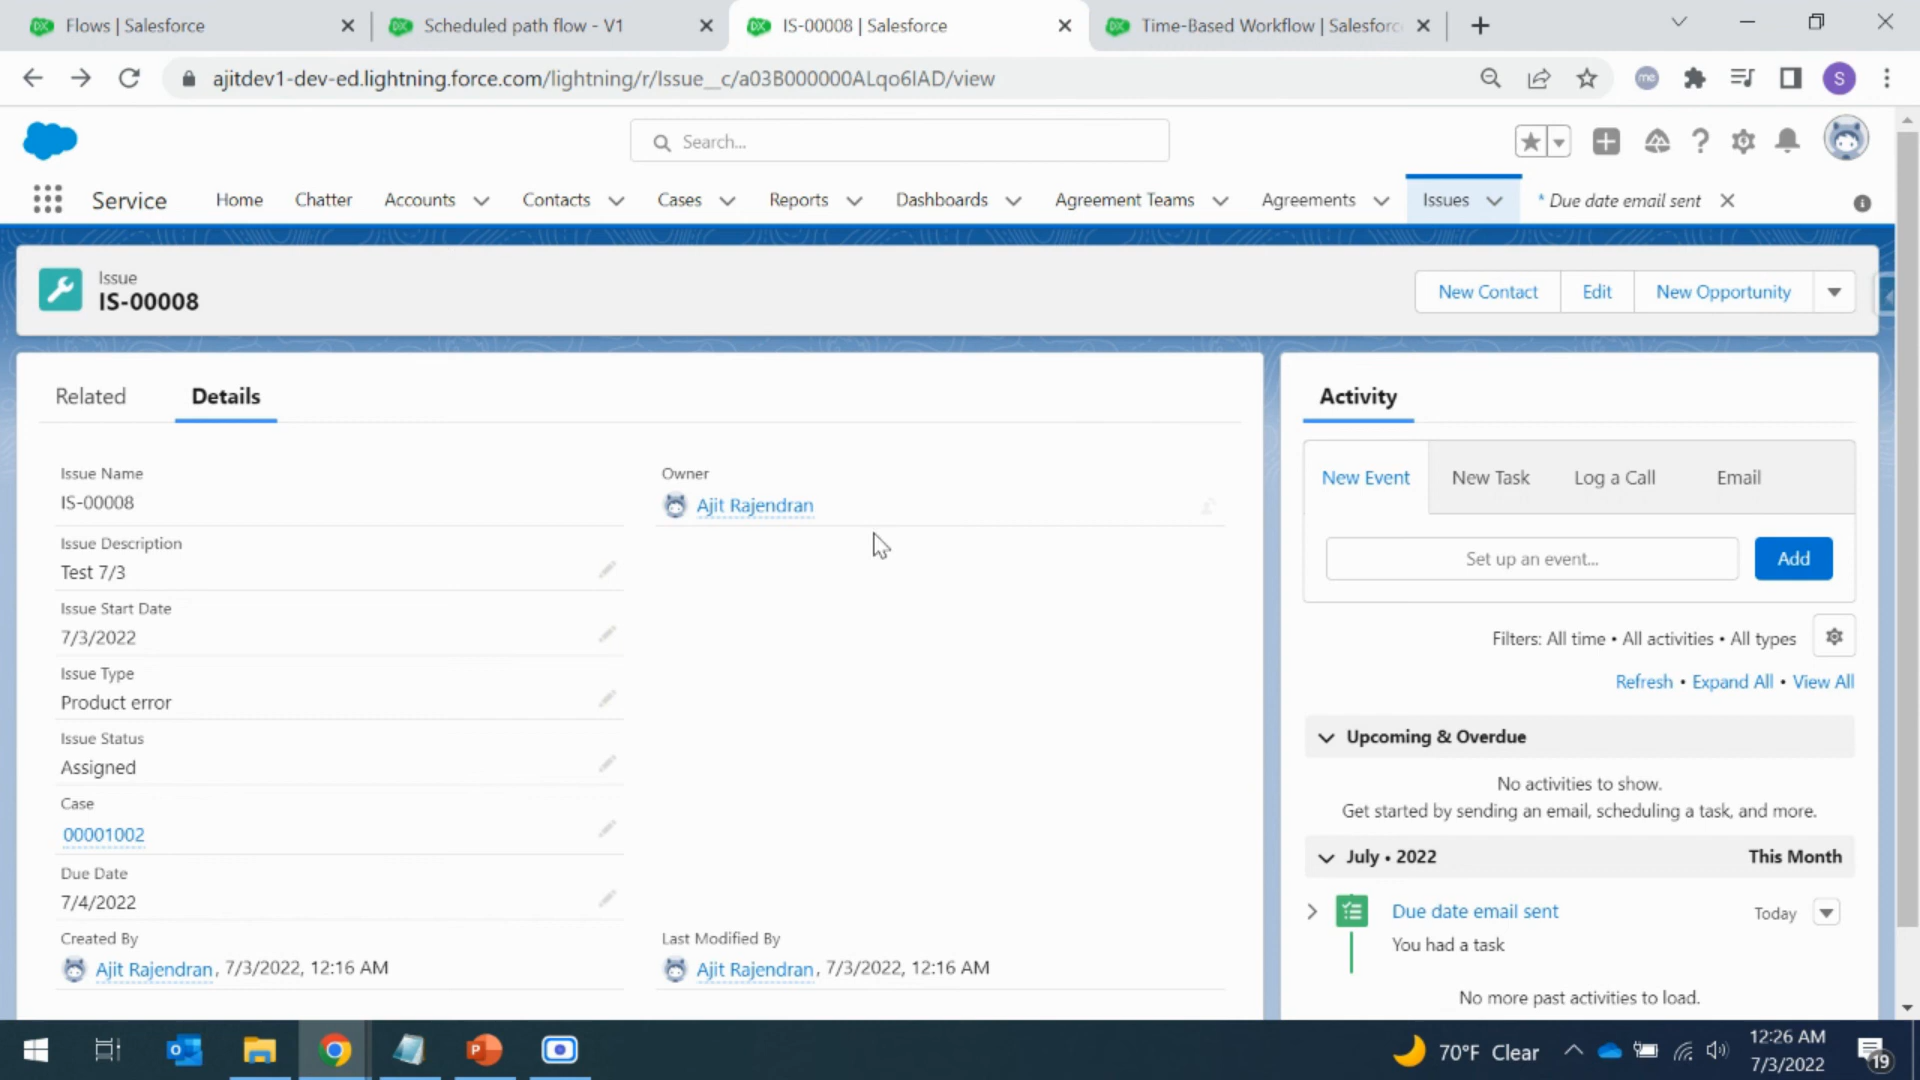 Flows | Salesforce
Scheduled path flow - V1
IS-00008 | Salesforce
Time-Based Workflow | Salesforc
ajitdev1-dev-ed.lightning.force.com/lightning/r/Issue__c/a03B000000ALqo6IAD/view
me
S
Search...
Service
Home
Chatter
Accounts
Contacts
Cases
Reports
Dashboards
Agreement Teams
Agreements
Issues
* Due date email sent
Issue
IS-00008
New Contact
Edit
New Opportunity
Related
Details
Activity
Issue Name
IS-00008
Owner
Ajit Rajendran
Issue Description
Test 7/3
Issue Start Date
7/3/2022
Issue Type
Product error
Issue Status
Assigned
Case
00001002
Due Date
7/4/2022
Created By
Ajit Rajendran, 7/3/2022, 12:16 AM
Last Modified By
Ajit Rajendran, 7/3/2022, 12:16 AM
New Event
New Task
Log a Call
Email
Set up an event...
Add
Filters: All time • All activities • All types
Refresh • Expand All • View All
Upcoming & Overdue
No activities to show.
Get started by sending an email, scheduling a task, and more.
July • 2022
This Month
Due date email sent
Today
You had a task
No more past activities to load.
70°F Clear
12:26 AM
7/3/2022
19